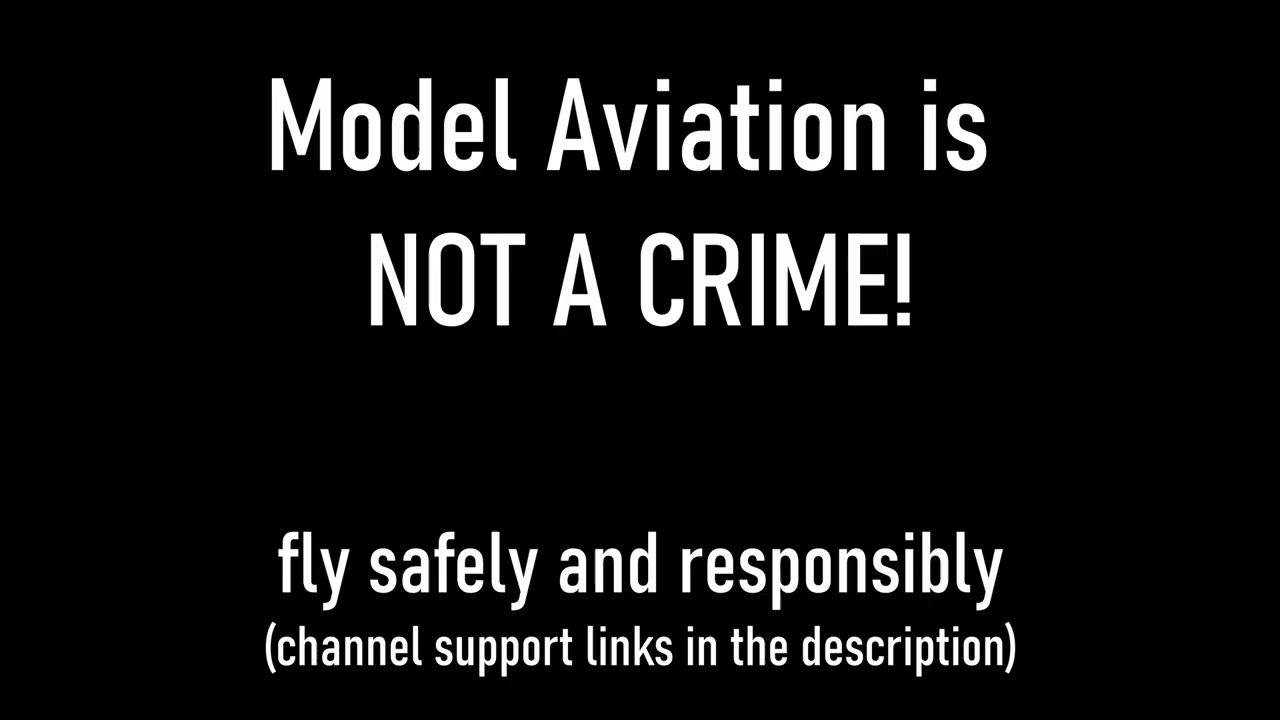 Model Aviation is
NOT A CRIME!
fly safely and responsibly
(channel support links in the description)